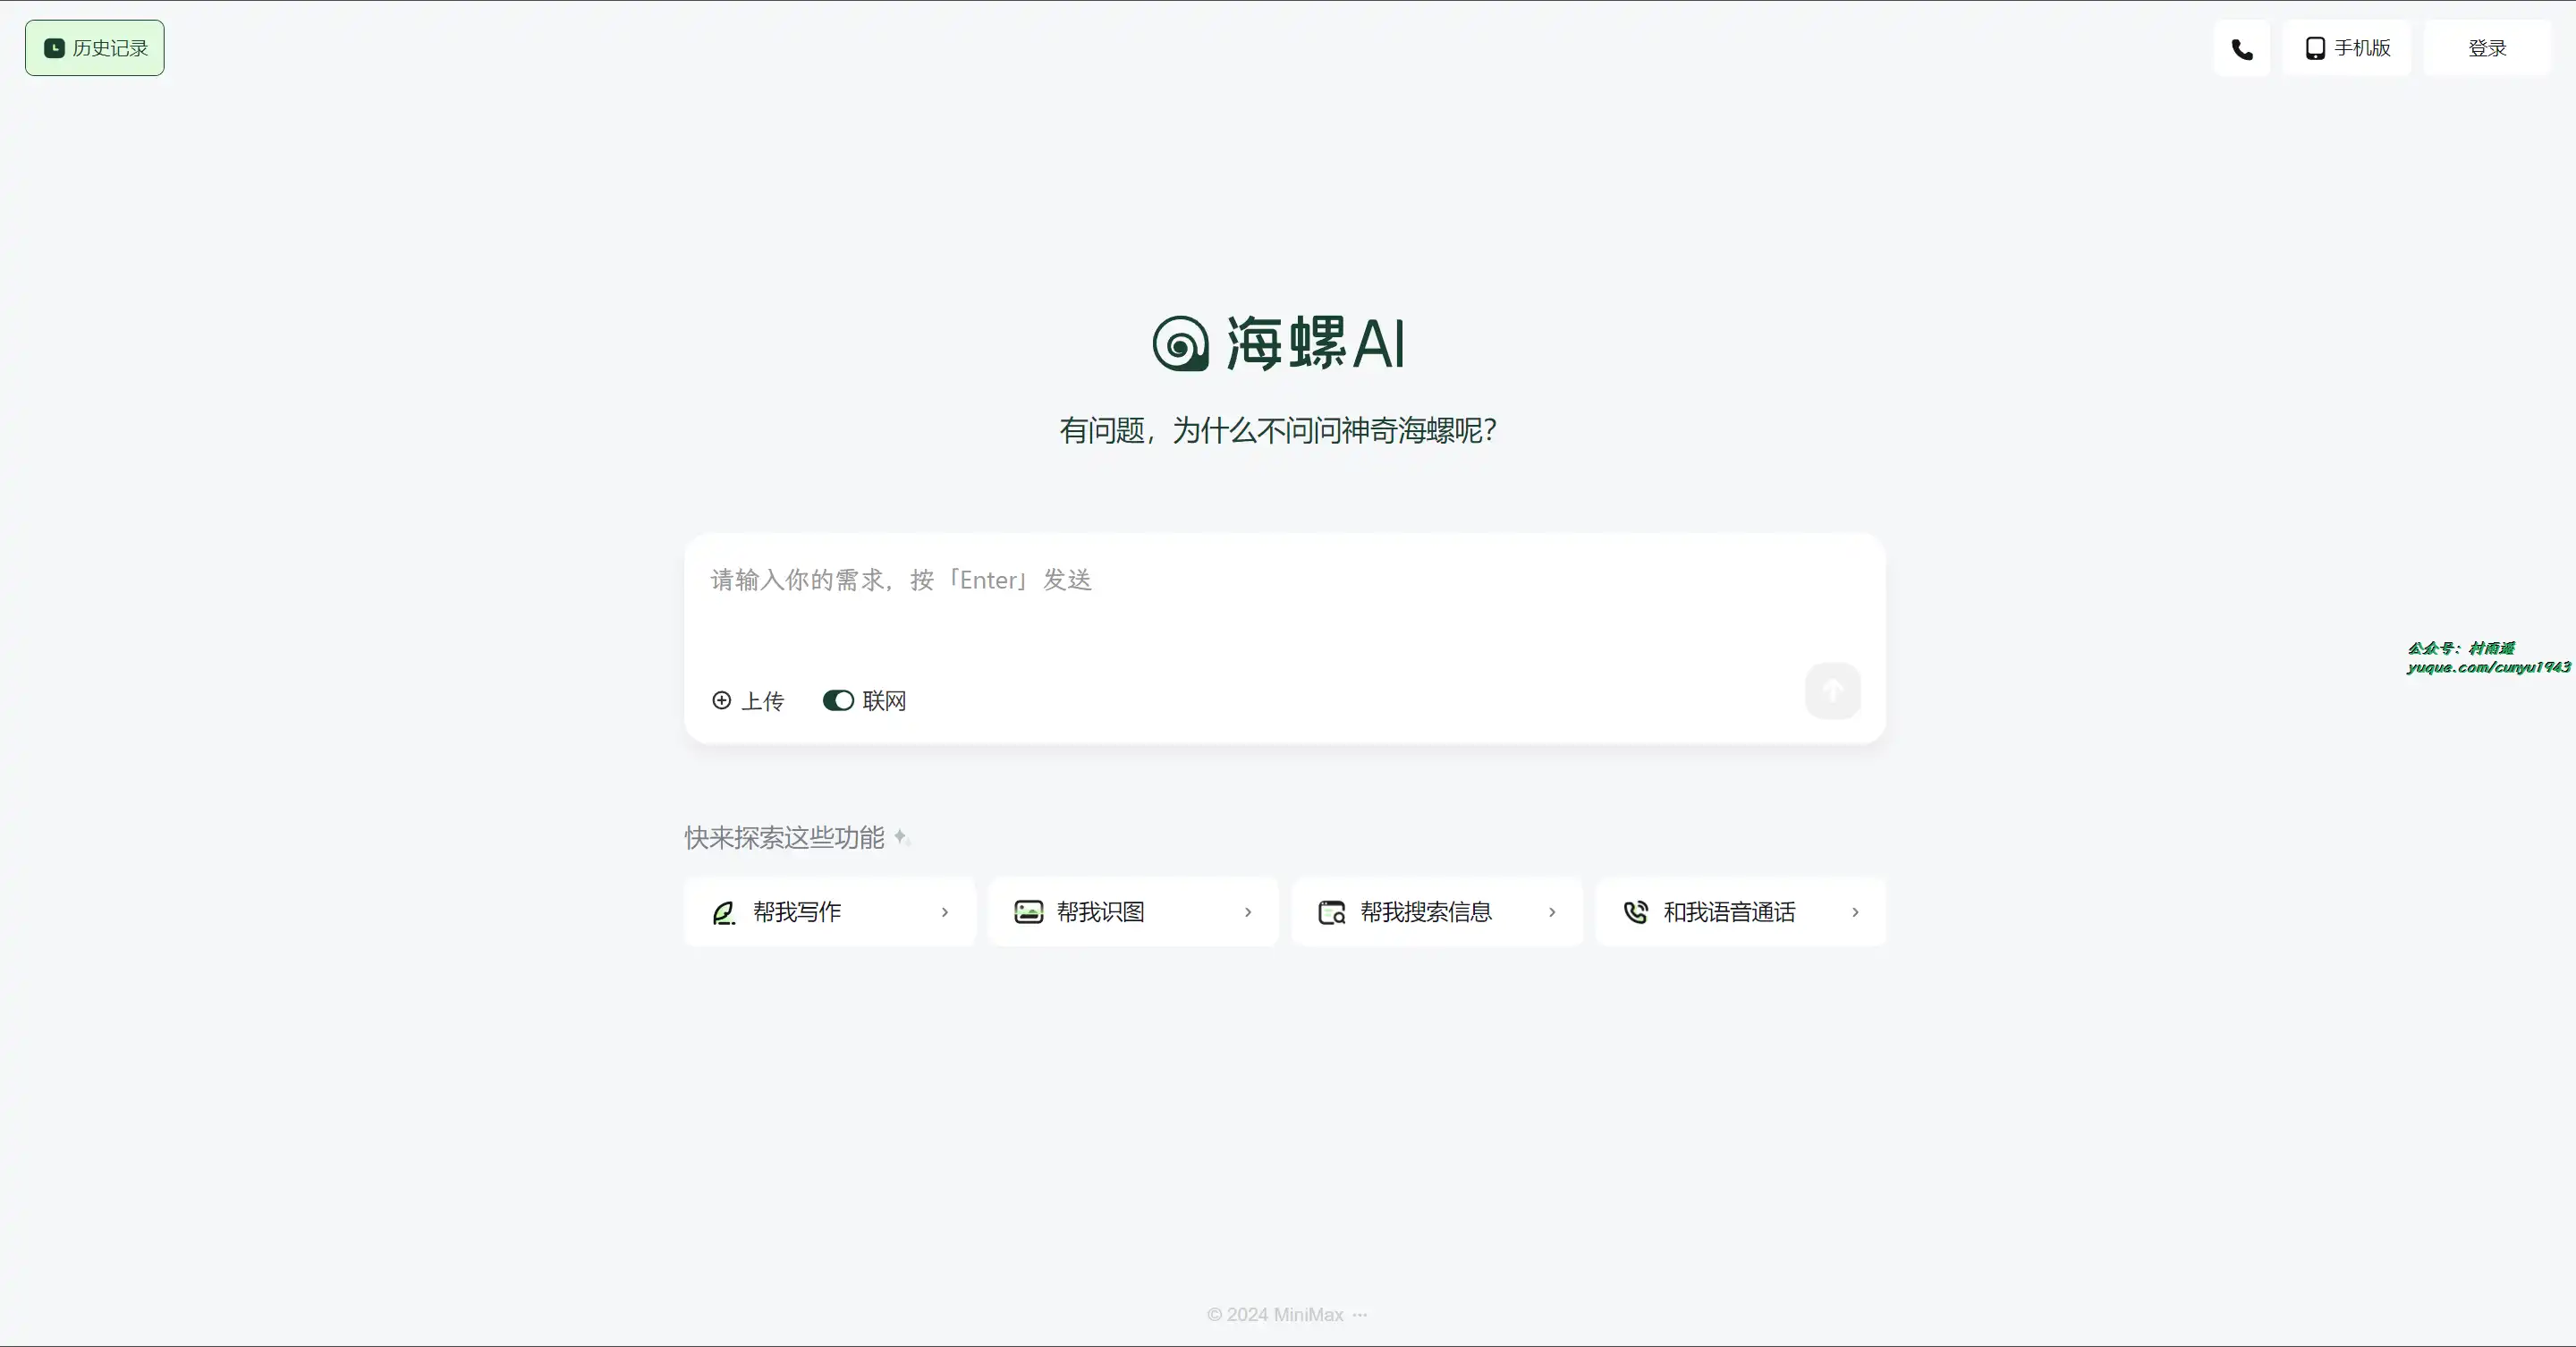 历史记录
手机版
登录
海螺AI
有问题，为什么不问问神奇海螺呢？
请输入你的需求，按「Enter」发送
上传
联网
公众号：村雨遥
yuque.com/cunyu1943
快来探索这些功能
帮我写作
帮我识图
帮我搜索信息
和我语音通话
© 2024 MiniMax ···